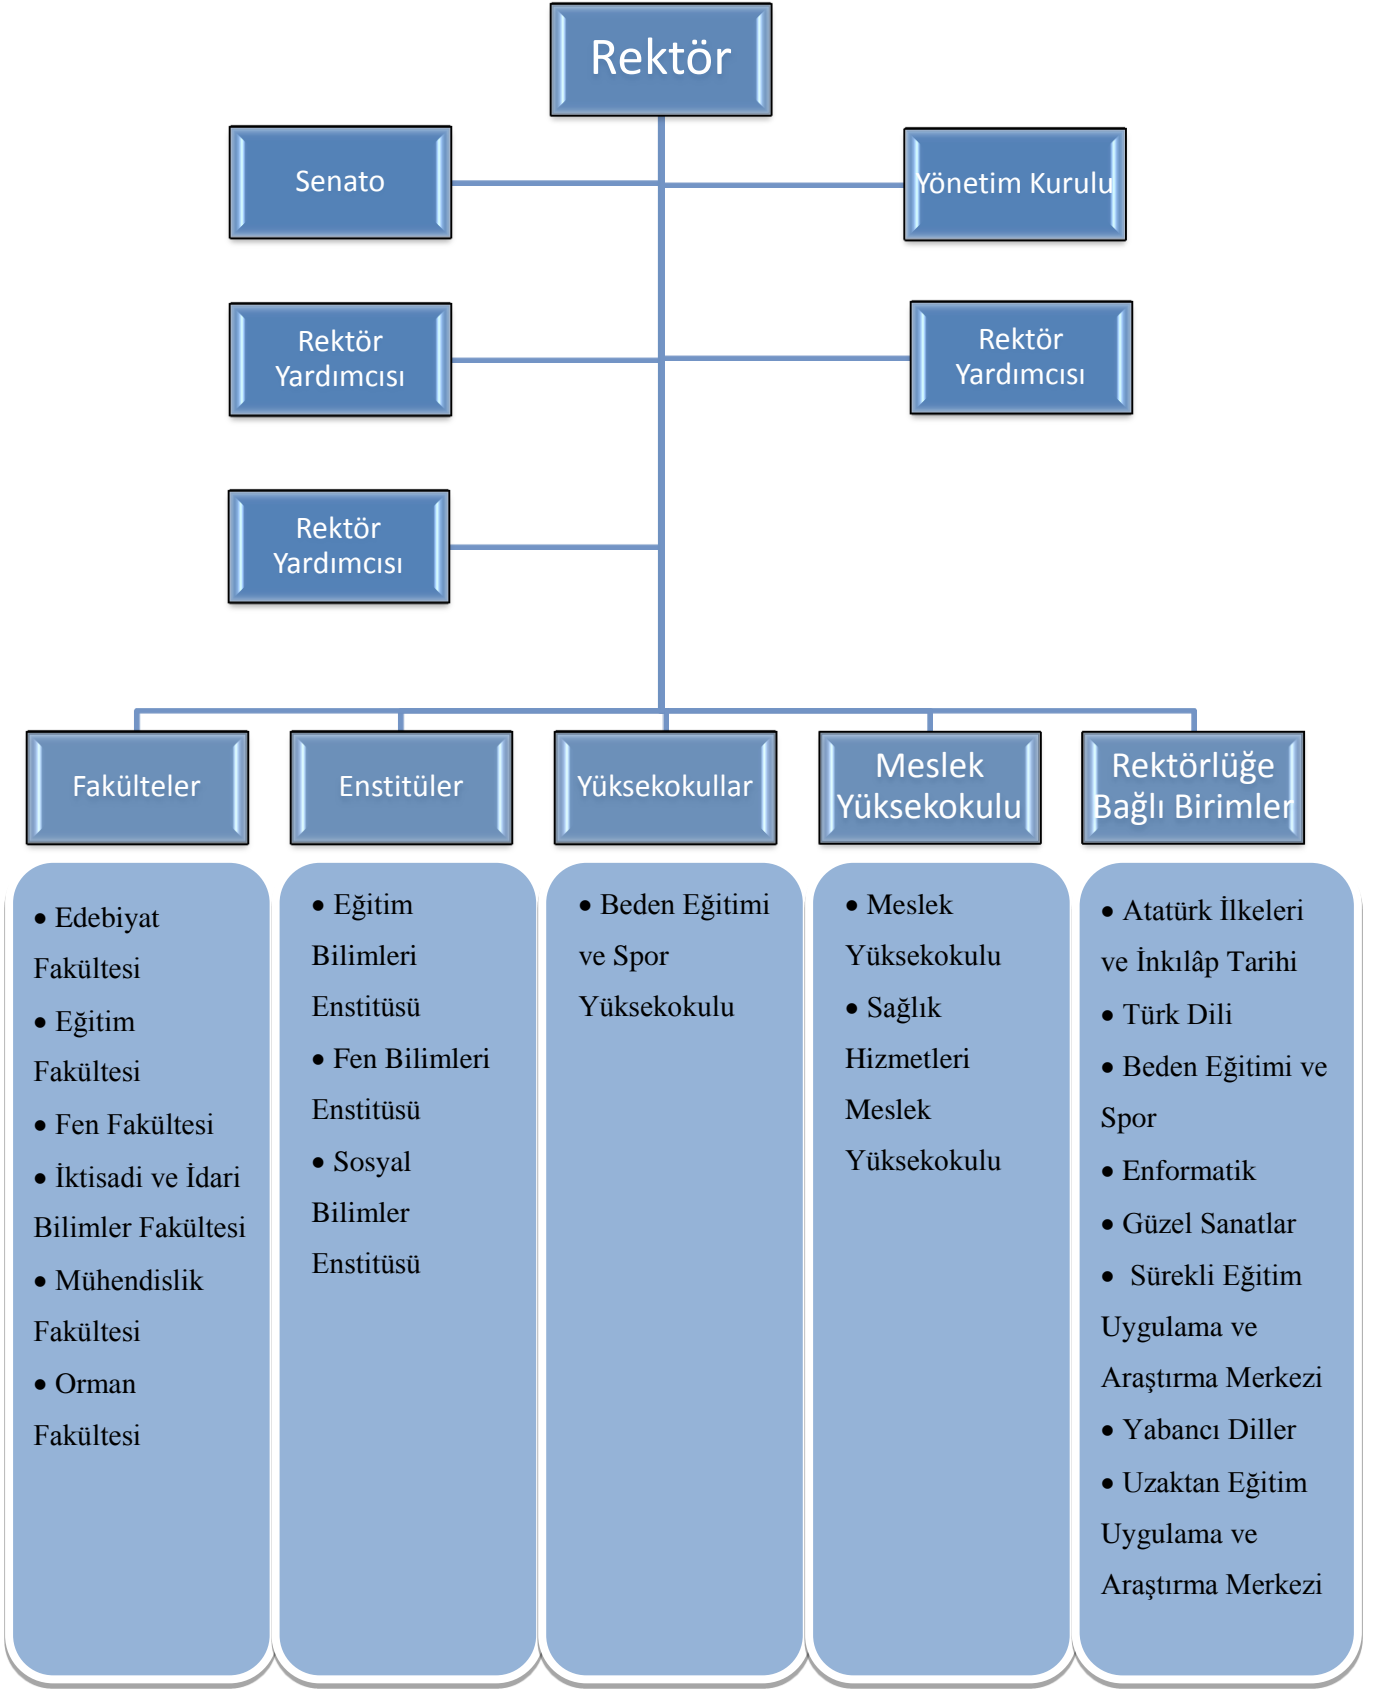 Rektör
Senato
Yönetim Kurulu
Rektör
Yardımcısı
Rektör
Yardımcısı
Rektör
Yardımcısı
Fakülteler
Enstitüler
Yüksekokullar
Meslek
Yüksekokulu
Rektörlüğe
Bağlı Birimler
• Edebiyat
Fakültesi
• Eğitim
Fakültesi
• Fen Fakültesi
• İktisadi ve İdari
Bilimler Fakültesi
• Mühendislik
Fakültesi
• Orman
Fakültesi
• Eğitim
Bilimleri
Enstitüsü
• Fen Bilimleri
Enstitüsü
• Sosyal
Bilimler
Enstitüsü
• Beden Eğitimi
ve Spor
Yüksekokulu
• Meslek
Yüksekokulu
• Sağlık
Hizmetleri
Meslek
Yüksekokulu
• Atatürk İlkeleri
ve İnkılâp Tarihi
• Türk Dili
• Beden Eğitimi ve
Spor
• Enformatik
• Güzel Sanatlar
• Sürekli Eğitim
Uygulama ve
Araştırma Merkezi
• Yabancı Diller
• Uzaktan Eğitim
Uygulama ve
Araştırma Merkezi